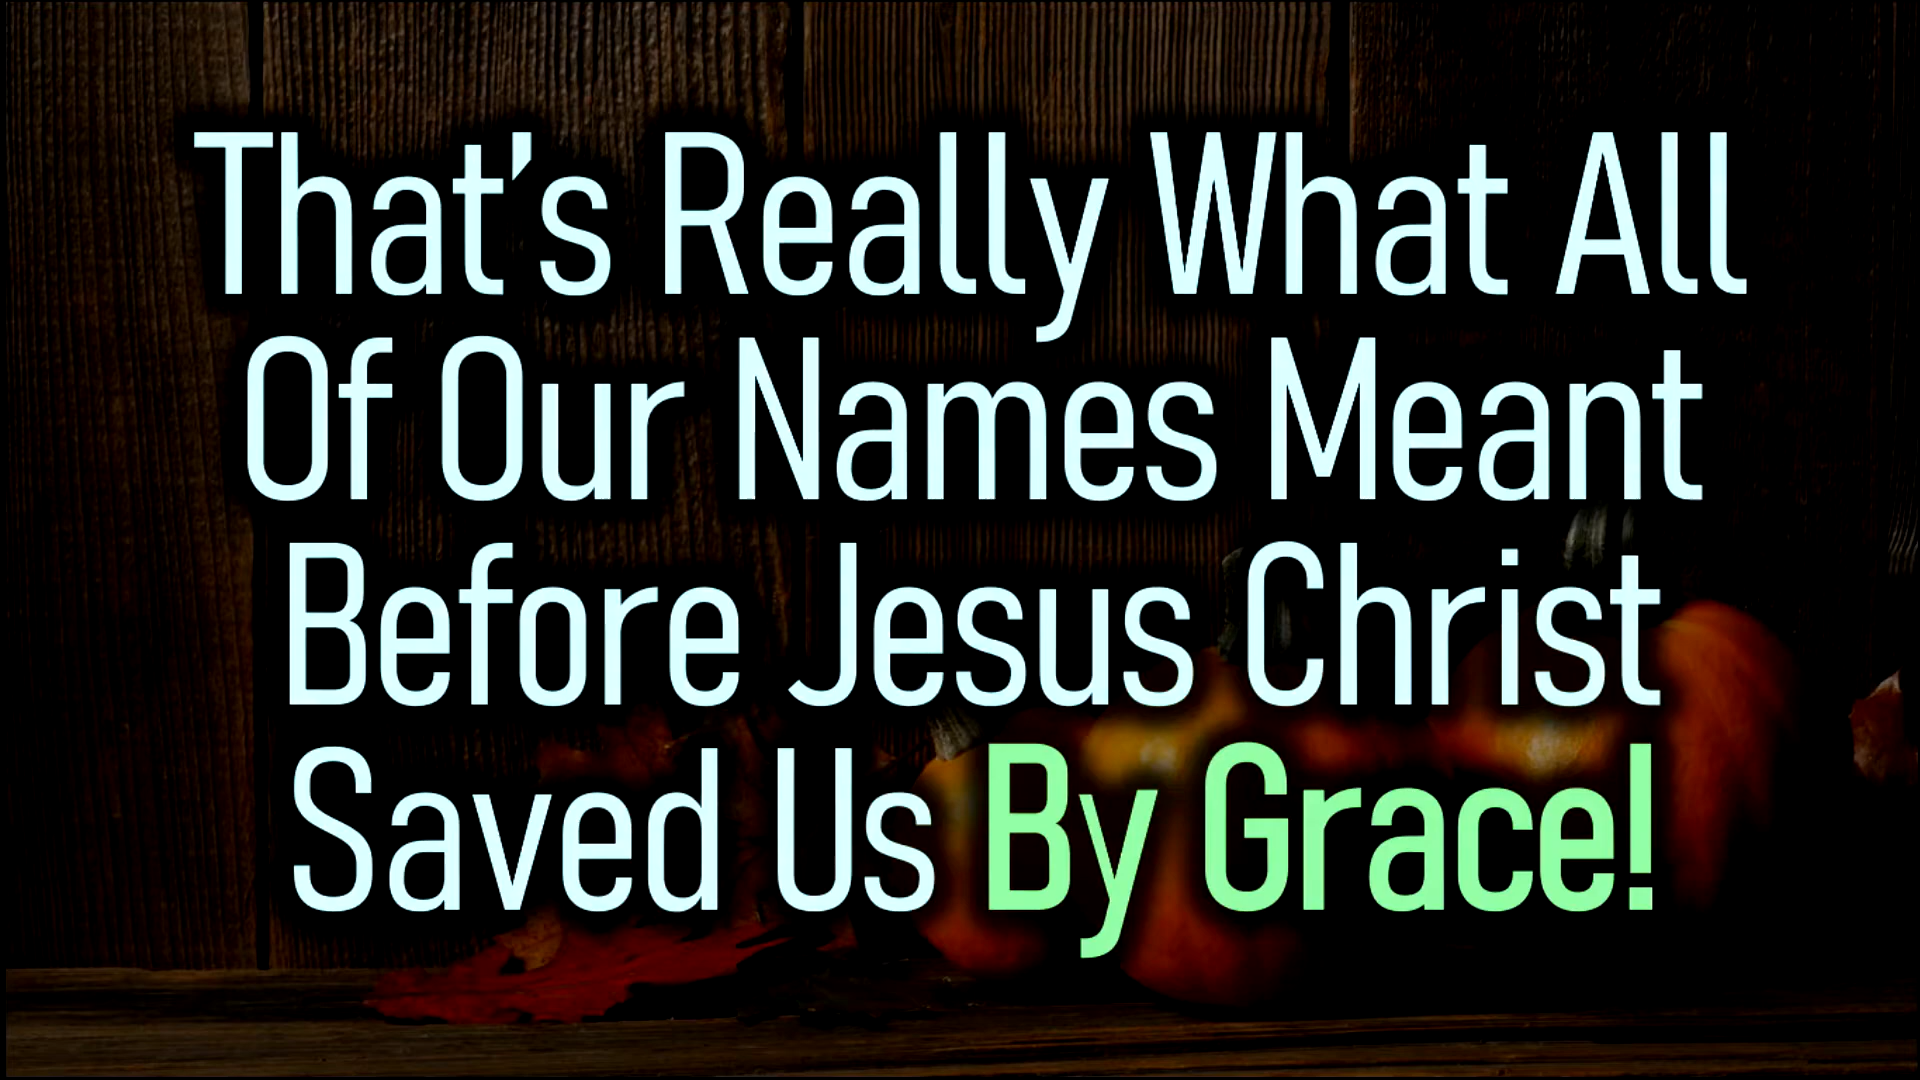 That's Really What All
Of Our Names Meant
Before Jesus Christ
Saved Us By Grace!